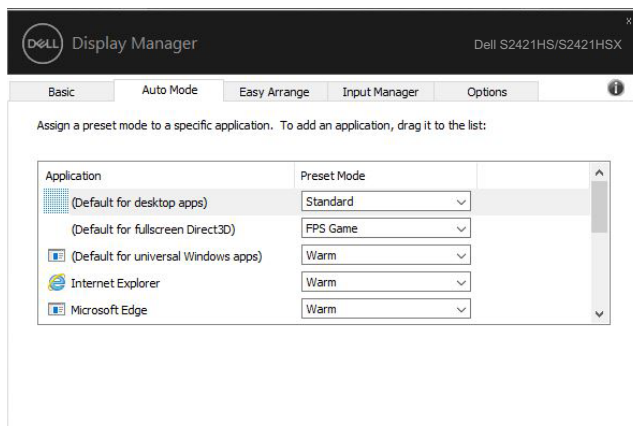 DELL Display Manager Dell S2421HS/S2421HSX
Basic Auto Mode Easy Arrange Input Manager Options
Assign a preset mode to a specific application. To add an application, drag it to the list:
Application Preset Mode
(Default for desktop apps) Standard
(Default for fullscreen Direct3D) FPS Game
(Default for universal Windows apps) Warm
Internet Explorer Warm
Microsoft Edge Warm